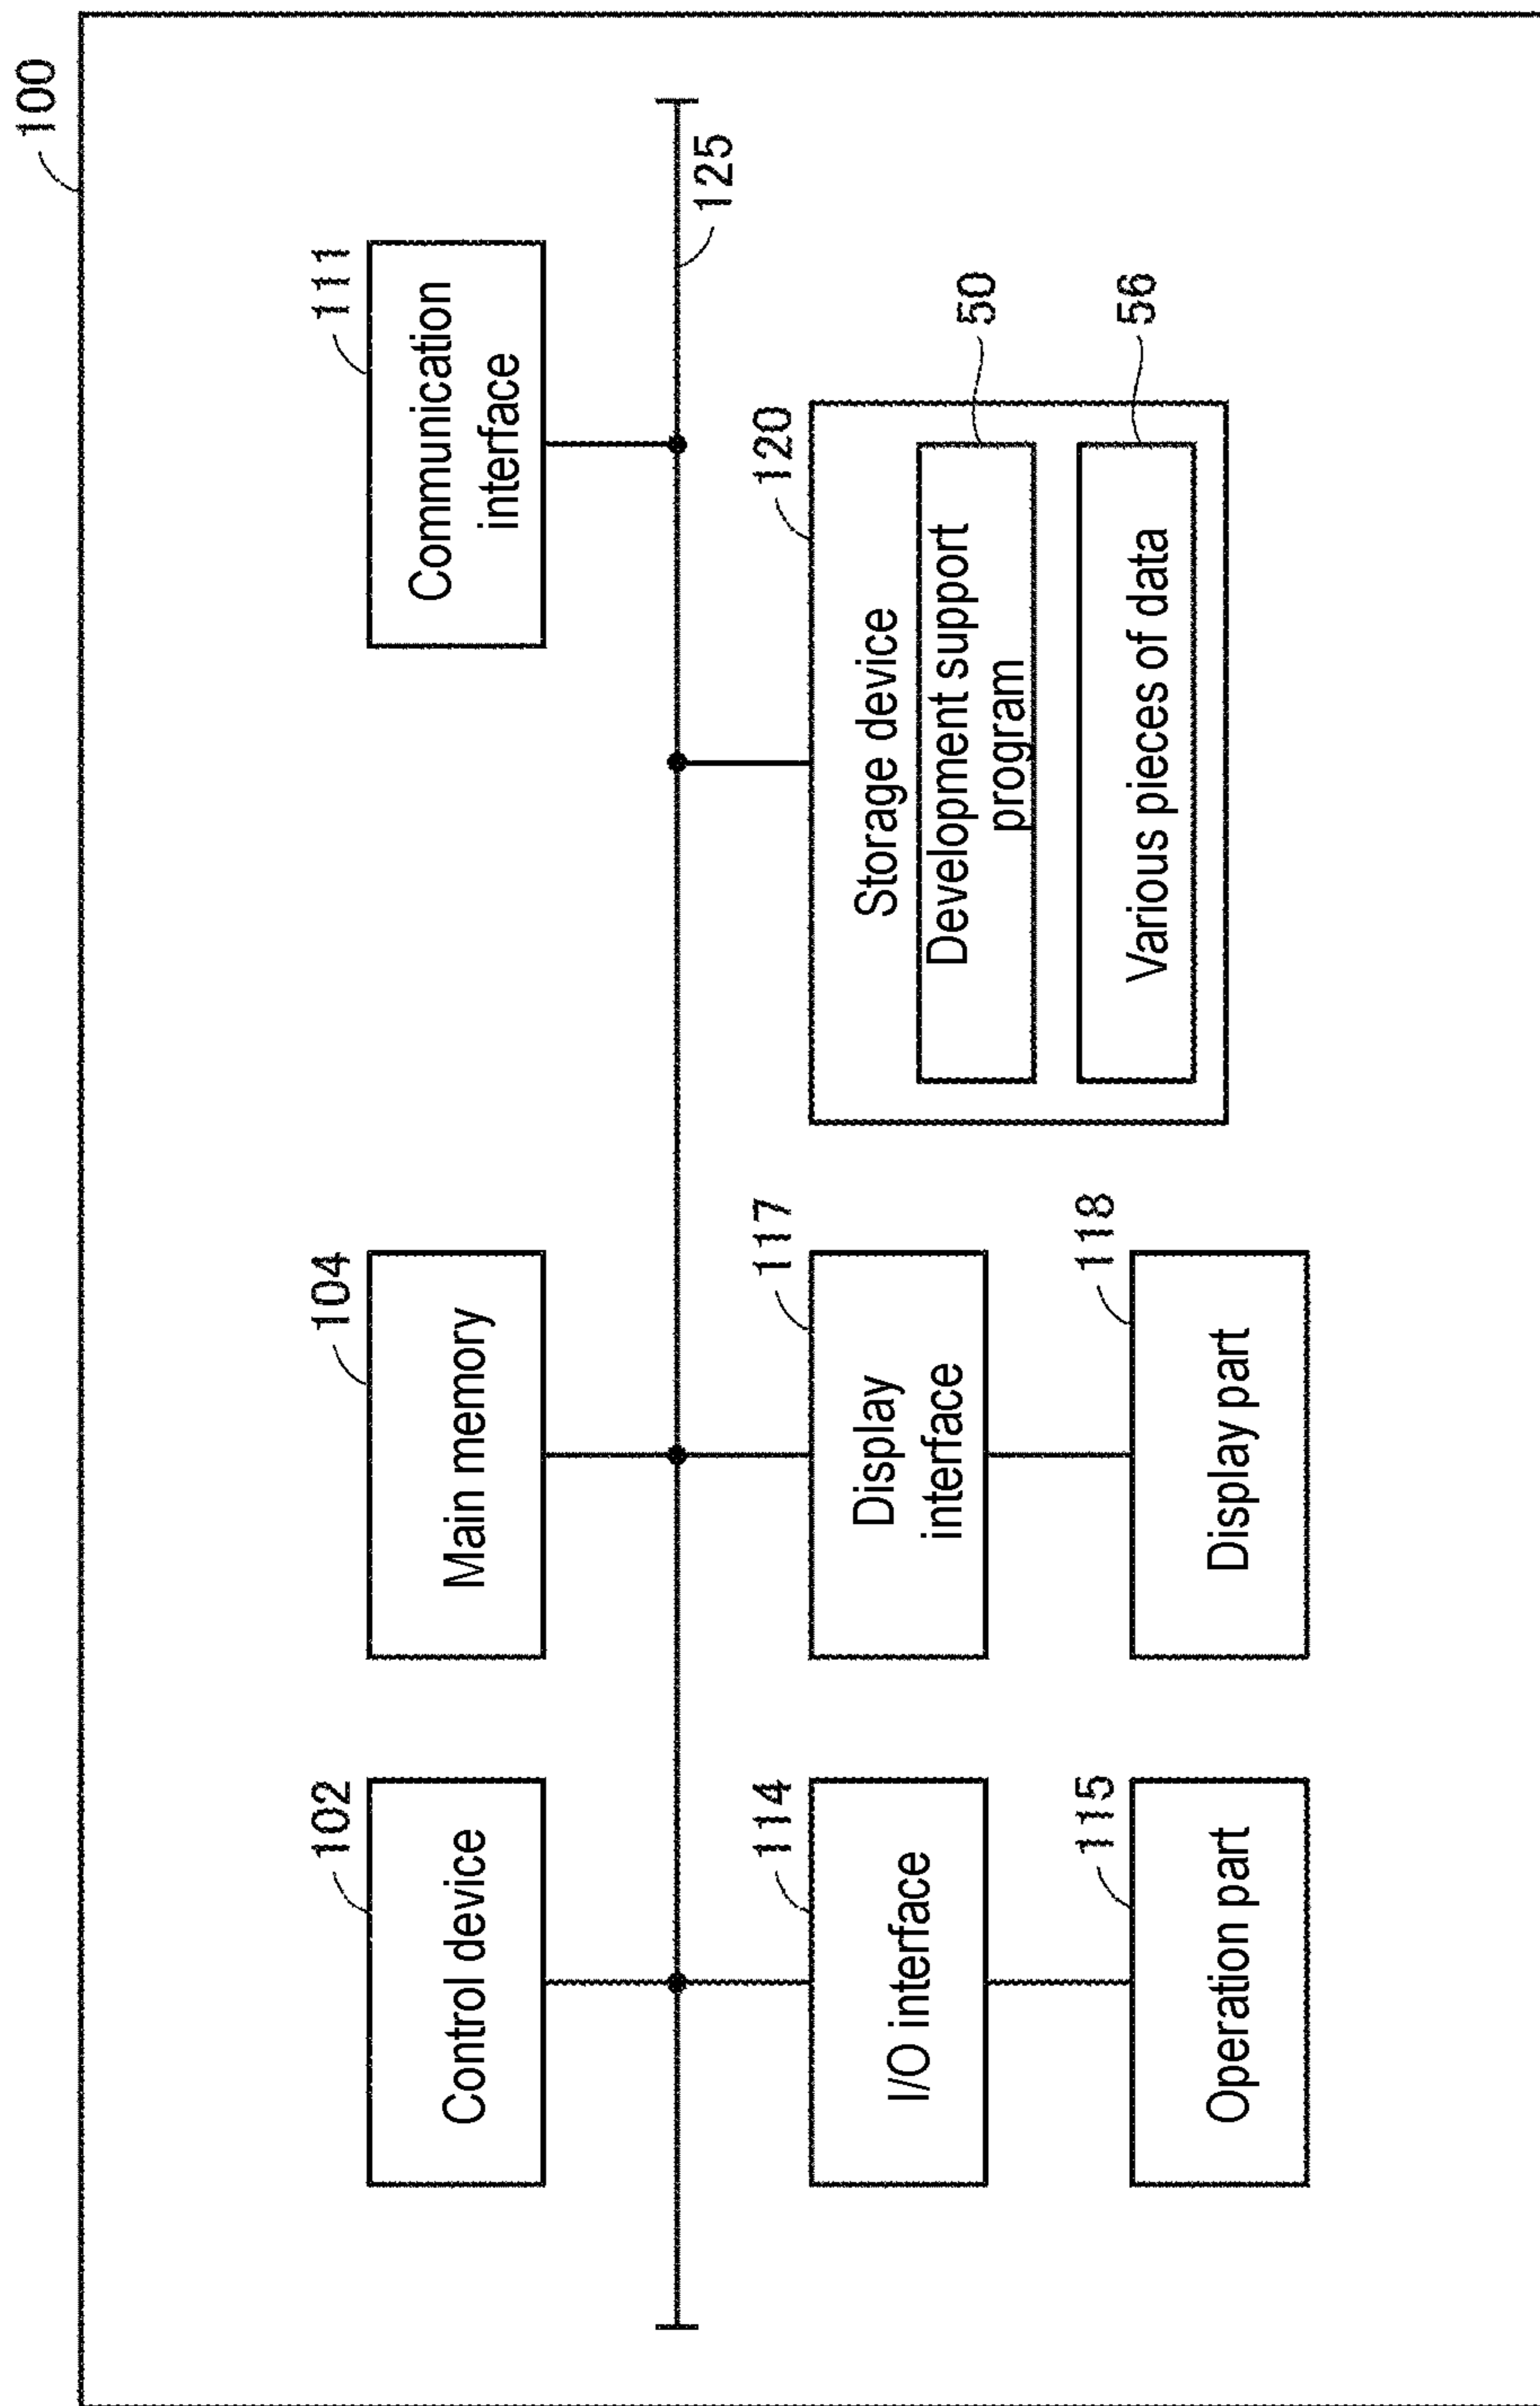 100
102
Control device
104
Main memory
111
Communication
interface
125
114
I/O interface
117
Display
interface
120
Storage device
Development support
program
50
Various pieces of data
56
115
Operation part
118
Display part